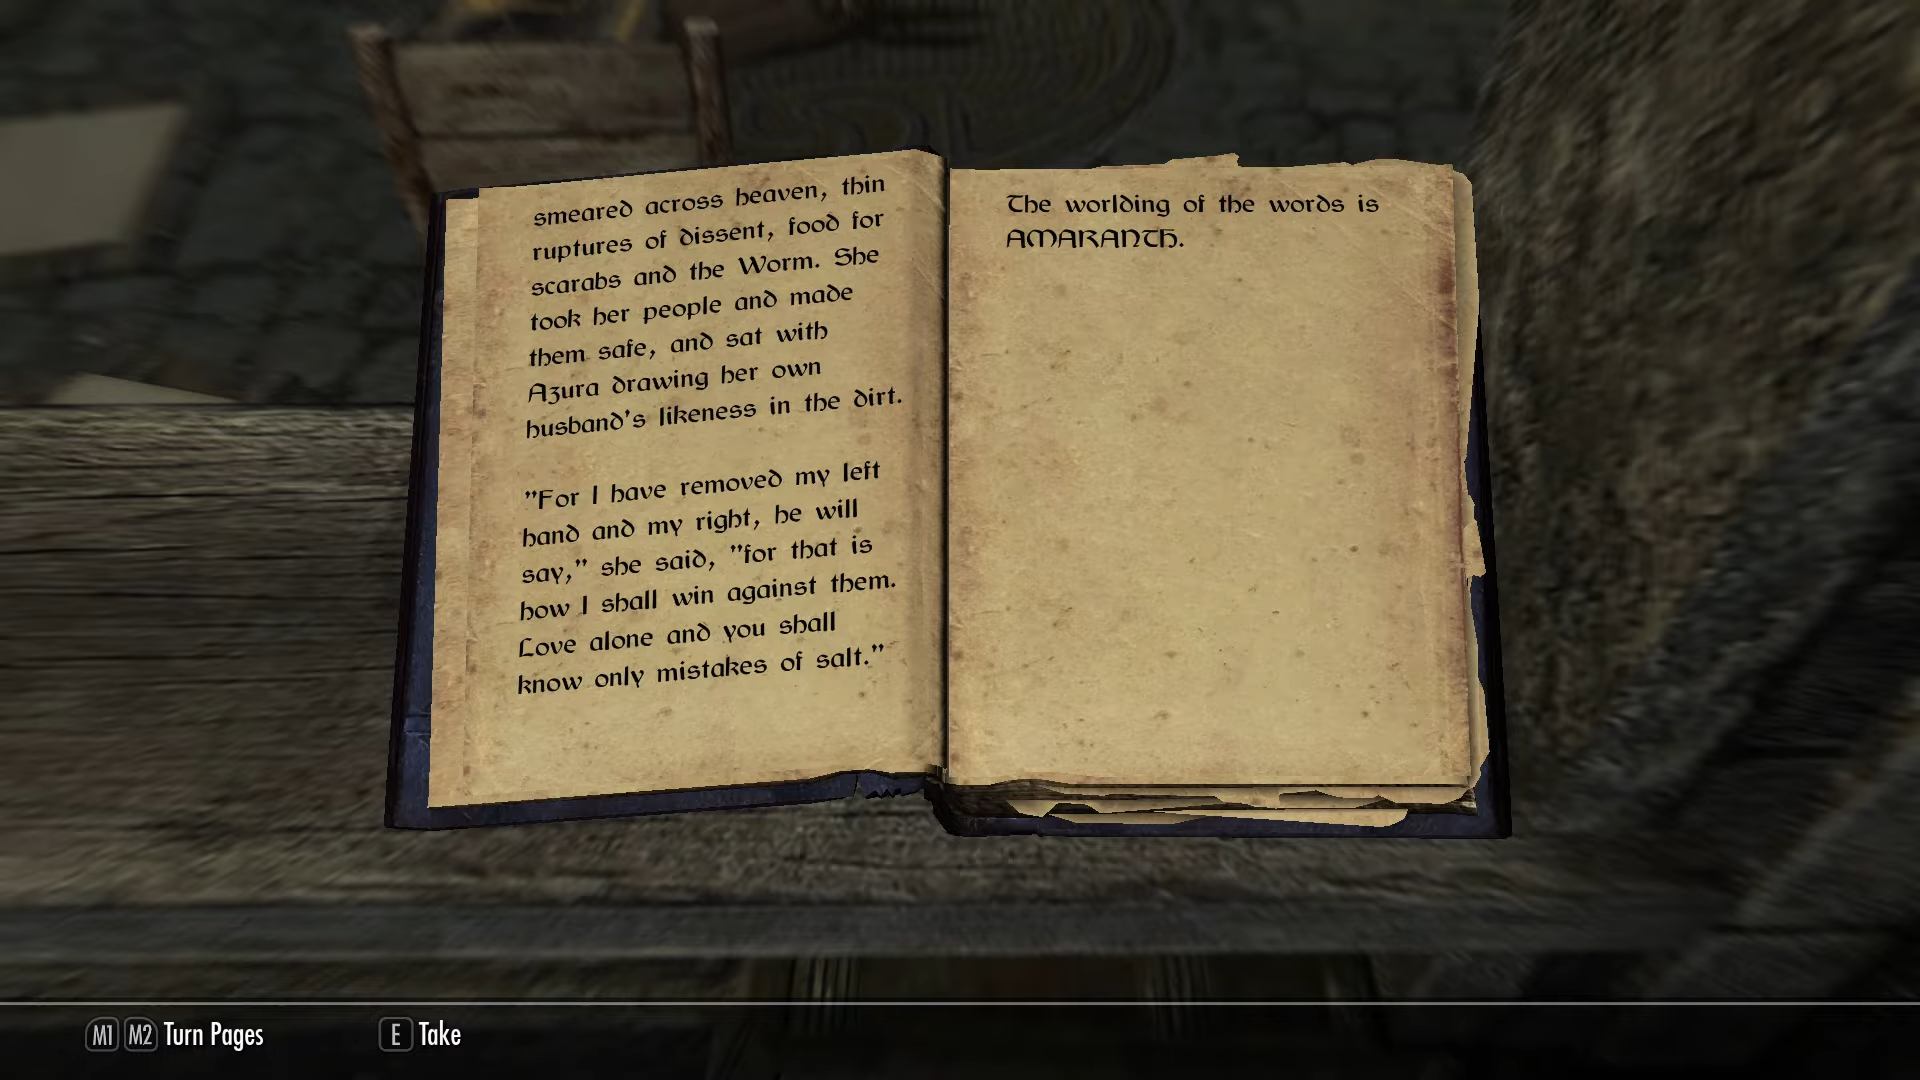 smeared across heaven, thin
ruptures of dissent, food for
scarabs and the Worm. She
took her people and made
them safe, and sat with
Azura drawing her own
husband's likeness in the dirt.
"For I have removed my left
hand and my right, he will
say," she said, "for that is
how I shall win against them.
Love alone and you shall
know only mistakes of salt."
The worlding of the words is
AMARANTH.
M1 M2 Turn Pages
E Take